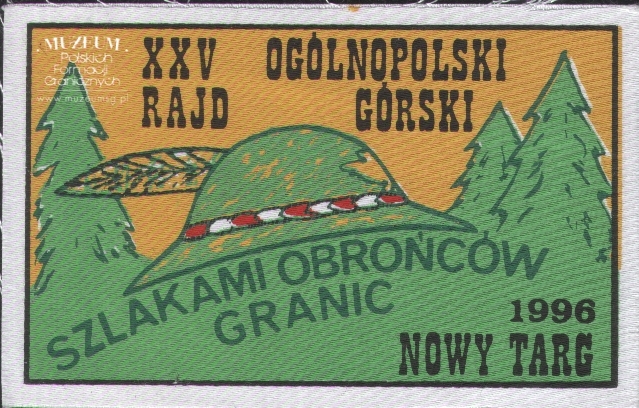 . MUZEUM .
Polskich
Formacji
Granicznych
www.muzeumsg.pl
XXV OGÓLNOPOLSKI
RAJD GÓRSKI
SZLAKAMI OBROŃCÓW
GRANIC
1996
NOWY TARG